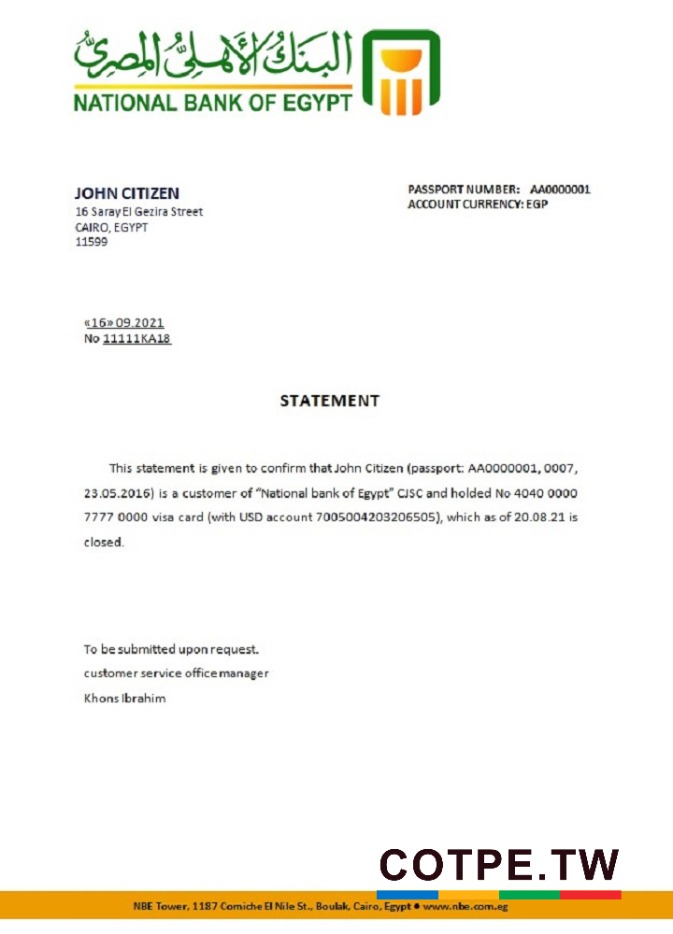 البنك الأهلي المصري
NATIONAL BANK OF EGYPT
JOHN CITIZEN
16 Saray El Gezira Street
CAIRO, EGYPT
11599
PASSPORT NUMBER: AA0000001
ACCOUNT CURRENCY: EGP
«16» 09.2021
No 11111KA18
STATEMENT
This statement is given to confirm that John Citizen (passport: AA0000001, 0007,
23.05.2016) is a customer of “National bank of Egypt” CJSC and holded No 4040 0000
7777 0000 visa card (with USD account 7005004203206505), which as of 20.08.21 is
closed.
To be submitted upon request.
customer service office manager
Khons Ibrahim
COTPE.TW
NBE Tower, 1187 Corniche El Nile St., Boulak, Cairo, Egypt ● www.nbe.com.eg